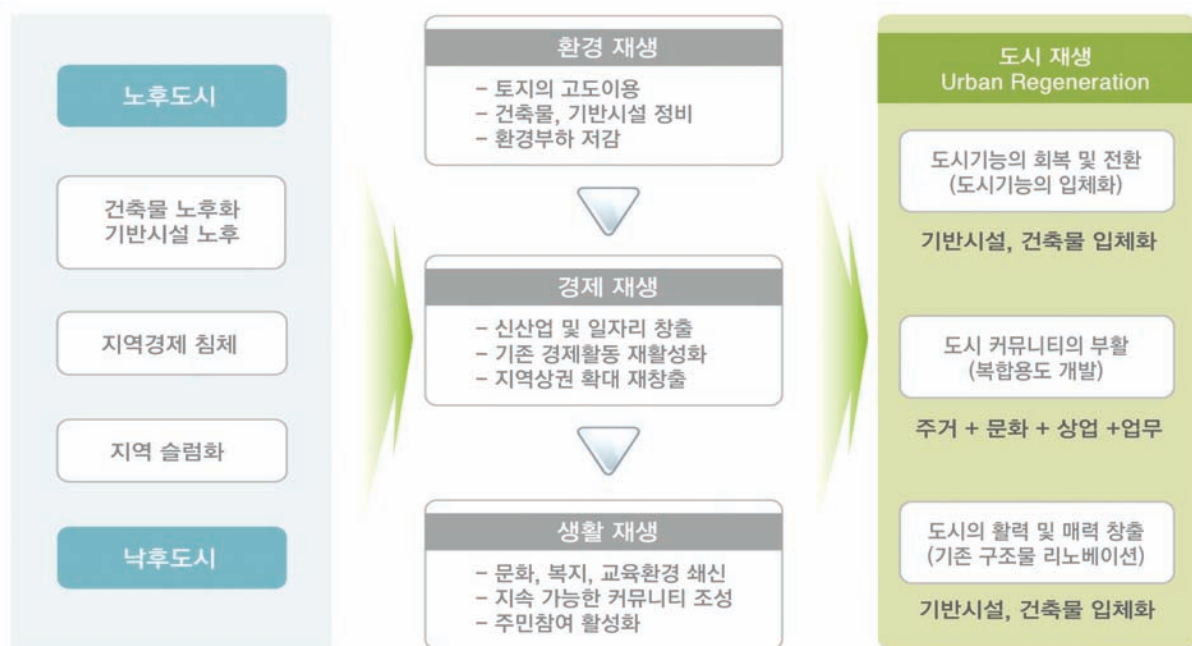 노후도시
건축물 노후화
기반시설 노후
지역경제 침체
지역 슬럼화
낙후도시
환경 재생
– 토지의 고도이용
– 건축물, 기반시설 정비
– 환경부하 저감
경제 재생
– 신산업 및 일자리 창출
– 기존 경제활동 재활성화
– 지역상권 확대 재창출
생활 재생
– 문화, 복지, 교육환경 쇄신
– 지속 가능한 커뮤니티 조성
– 주민참여 활성화
도시 재생
Urban Regeneration
도시기능의 회복 및 전환
(도시기능의 입체화)
기반시설, 건축물 입체화
도시 커뮤니티의 부활
(복합용도 개발)
주거 + 문화 + 상업 +업무
도시의 활력 및 매력 창출
(기존 구조물 리노베이션)
기반시설, 건축물 입체화